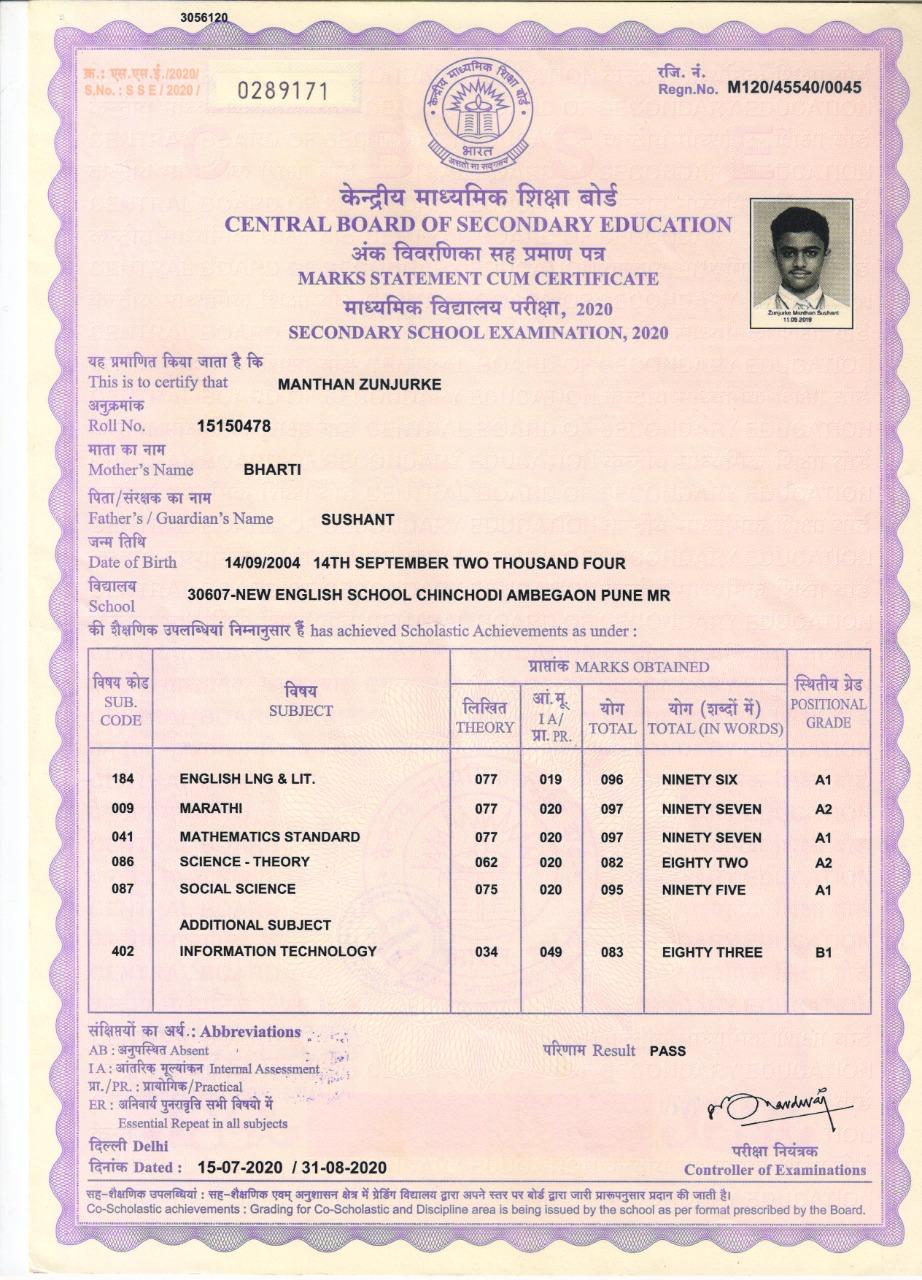 3056120
क्र.: एस.एस.ई./2020/
S.No. : S S E / 2020 /
0289171
रजि. नं.
Regn.No. M120/45540/0045
केन्द्रीय माध्यमिक शिक्षा बोर्ड
भारत
असतो मा सद्गमय
केन्द्रीय माध्यमिक शिक्षा बोर्ड
CENTRAL BOARD OF SECONDARY EDUCATION
अंक विवरणिका सह प्रमाण पत्र
MARKS STATEMENT CUM CERTIFICATE
माध्यमिक विद्यालय परीक्षा, 2020
SECONDARY SCHOOL EXAMINATION, 2020
Zunjurke Manthan Sushant
यह प्रमाणित किया जाता है कि
This is to certify that MANTHAN ZUNJURKE
अनुक्रमांक
Roll No. 15150478
माता का नाम
Mother's Name BHARTI
पिता/संरक्षक का नाम
Father's / Guardian's Name SUSHANT
जन्म तिथि
Date of Birth 14/09/2004 14TH SEPTEMBER TWO THOUSAND FOUR
विद्यालय
School 30607-NEW ENGLISH SCHOOL CHINCHODI AMBEGAON PUNE MR
की शैक्षणिक उपलब्धियां निम्नानुसार हैं has achieved Scholastic Achievements as under :
विषय कोड SUB. CODE
विषय SUBJECT
प्राप्तांक MARKS OBTAINED
लिखित THEORY
आं.मू. I A/ प्रा. PR.
योग TOTAL
योग (शब्दों में) TOTAL (IN WORDS)
स्थितीय ग्रेड POSITIONAL GRADE
184 ENGLISH LNG & LIT. 077 019 096 NINETY SIX A1
009 MARATHI 077 020 097 NINETY SEVEN A2
041 MATHEMATICS STANDARD 077 020 097 NINETY SEVEN A1
086 SCIENCE - THEORY 062 020 082 EIGHTY TWO A2
087 SOCIAL SCIENCE 075 020 095 NINETY FIVE A1
ADDITIONAL SUBJECT
402 INFORMATION TECHNOLOGY 034 049 083 EIGHTY THREE B1
संक्षिप्तियों का अर्थ.: Abbreviations
AB : अनुपस्थित Absent
I A : आंतरिक मूल्यांकन Internal Assessment
प्रा./PR. : प्रायोगिक/Practical
ER : अनिवार्य पुनरावृत्ति सभी विषयो में
Essential Repeat in all subjects
परिणाम Result PASS
दिल्ली Delhi
दिनांक Dated : 15-07-2020 / 31-08-2020
परीक्षा नियंत्रक
Controller of Examinations
सह-शैक्षणिक उपलब्धियां : सह-शैक्षणिक एवम् अनुशासन क्षेत्र में ग्रेडिंग विद्यालय द्वारा अपने स्तर पर बोर्ड द्वारा जारी प्रारूपनुसार प्रदान की जाती है।
Co-Scholastic achievements : Grading for Co-Scholastic and Discipline area is being issued by the school as per format prescribed by the Board.